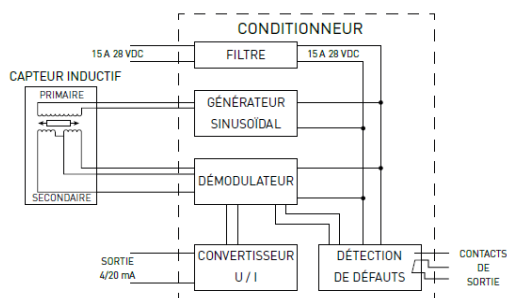 CONDITIONNEUR
15 A 28 VDC
FILTRE
15 A 28 VDC
CAPTEUR INDUCTIF
PRIMAIRE
GÉNÉRATEUR
SINUSOÏDAL
DÉMODULATEUR
SECONDAIRE
SORTIE
4/20 mA
CONVERTISSEUR
U / I
DÉTECTION
DE DÉFAUTS
CONTACTS
DE
SORTIE